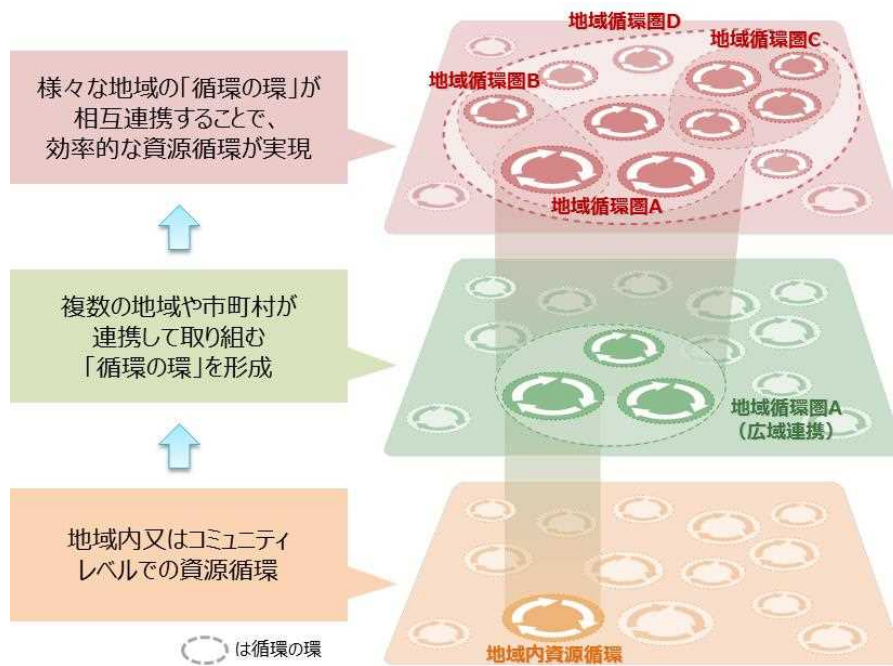 様々な地域の「循環の環」が
相互連携することで、
効率的な資源循環が実現
地域循環圏D
地域循環圏C
地域循環圏B
地域循環圏A
複数の地域や市町村が
連携して取り組む
「循環の環」を形成
地域循環圏A
（広域連携）
地域内又はコミュニティ
レベルでの資源循環
地域内資源循環
は循環の環